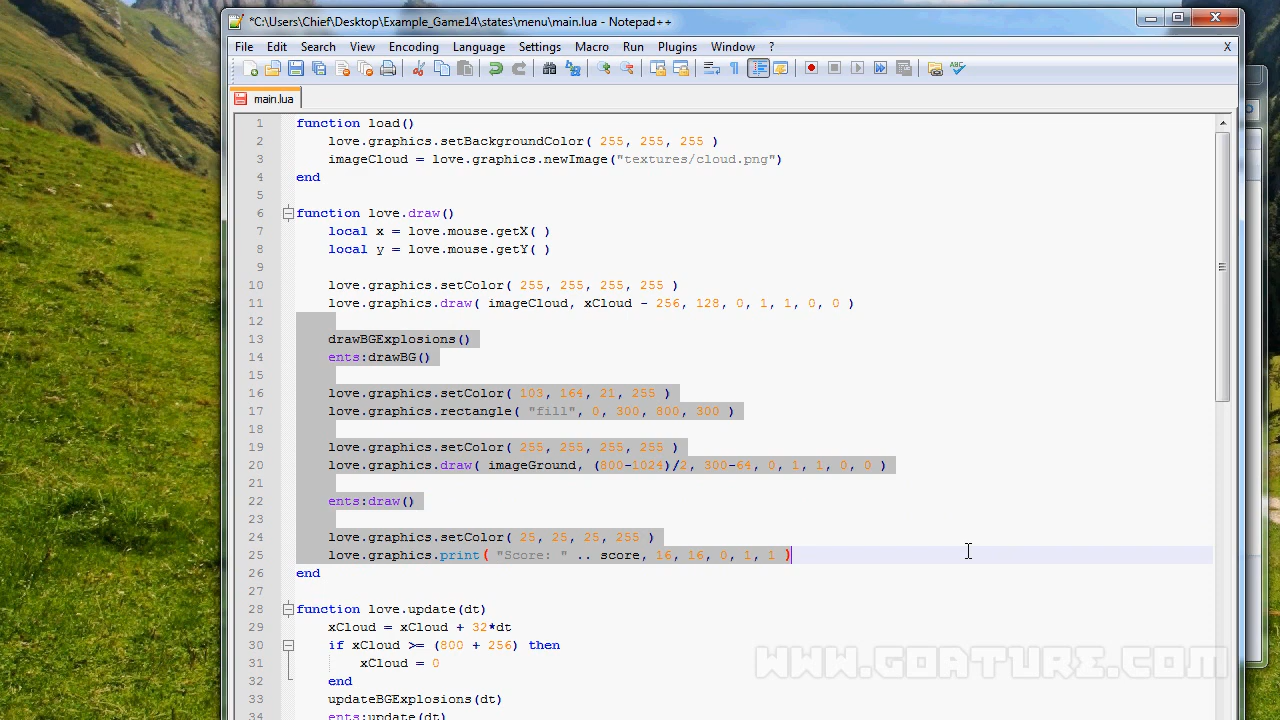 *C:\Users\Chief\Desktop\Example_Game14\states\menu\main.lua - Notepad++
File Edit Search View Encoding Language Settings Macro Run Plugins Window ? X
main.lua
1 function load()
2 love.graphics.setBackgroundColor( 255, 255, 255 )
3 imageCloud = love.graphics.newImage("textures/cloud.png")
4 end
5
6 function love.draw()
7 local x = love.mouse.getX( )
8 local y = love.mouse.getY( )
9
10 love.graphics.setColor( 255, 255, 255, 255 )
11 love.graphics.draw( imageCloud, xCloud - 256, 128, 0, 1, 1, 0, 0 )
12
13 drawBGExplosions()
14 ents:drawBG()
15
16 love.graphics.setColor( 103, 164, 21, 255 )
17 love.graphics.rectangle( "fill", 0, 300, 800, 300 )
18
19 love.graphics.setColor( 255, 255, 255, 255 )
20 love.graphics.draw( imageGround, (800-1024)/2, 300-64, 0, 1, 1, 0, 0 )
21
22 ents:draw()
23
24 love.graphics.setColor( 25, 25, 25, 255 )
25 love.graphics.print( "Score: " .. score, 16, 16, 0, 1, 1 )
26 end
27
28 function love.update(dt)
29 xCloud = xCloud + 32*dt
30 if xCloud >= (800 + 256) then
31 xCloud = 0
32 end
33 updateBGExplosions(dt)
34 ents:update(dt)
WWW.GOATURE.COM